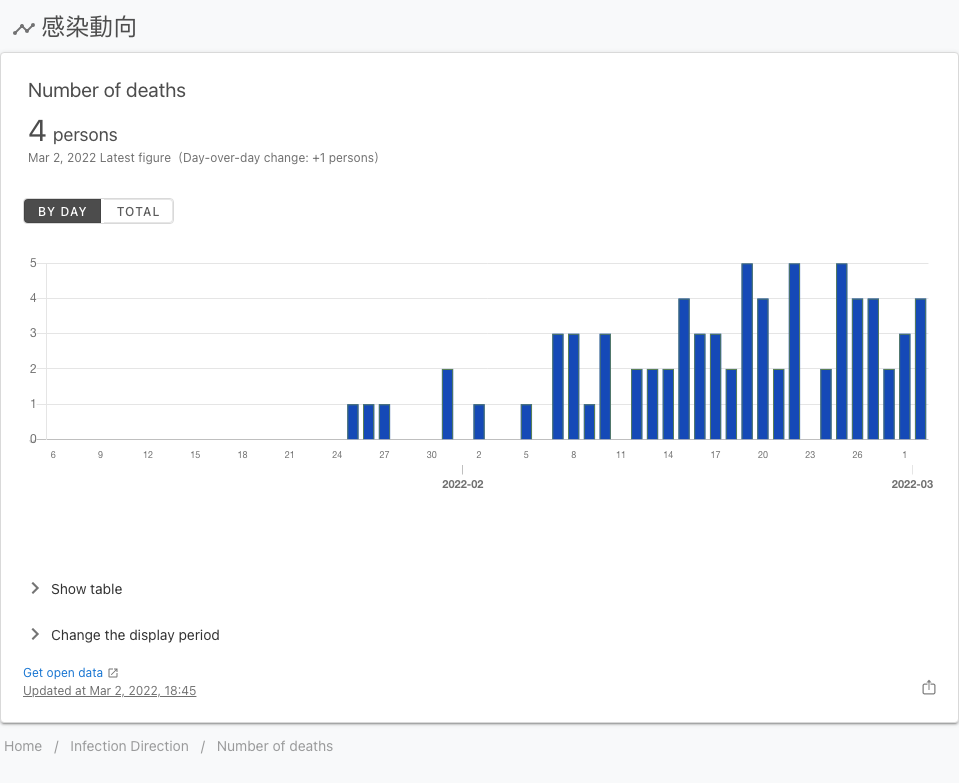 感染動向
Number of deaths
4 persons
Mar 2, 2022 Latest figure (Day-over-day change: +1 persons)
BY DAY TOTAL
5
4
3
2
1
0
6 9 12 15 18 21 24 27 30 2 5 8 11 14 17 20 23 26 1
2022-02 2022-03
Show table
Change the display period
Get open data
Updated at Mar 2, 2022, 18:45
Home / Infection Direction / Number of deaths